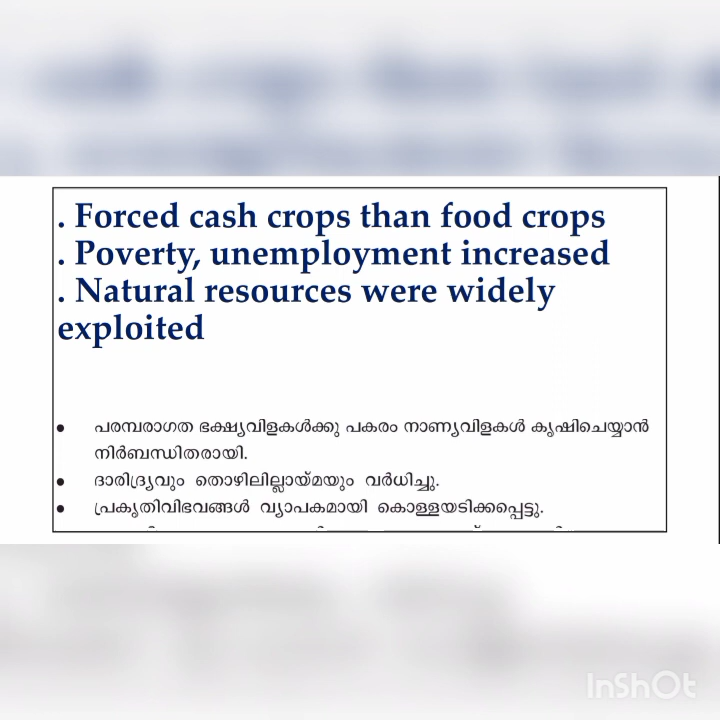 . Forced cash crops than food crops
. Poverty, unemployment increased
. Natural resources were widely
exploited
• പരമ്പരാഗത ഭക്ഷ്യവിളകൾക്കു പകരം നാണ്യവിളകൾ കൃഷിചെയ്യാൻ
നിർബന്ധിതരായി.
• ദാരിദ്ര്യവും തൊഴിലില്ലായ്മയും വർധിച്ചു.
• പ്രകൃതിവിഭവങ്ങൾ വ്യാപകമായി കൊള്ളയടിക്കപ്പെട്ടു.
InShOt